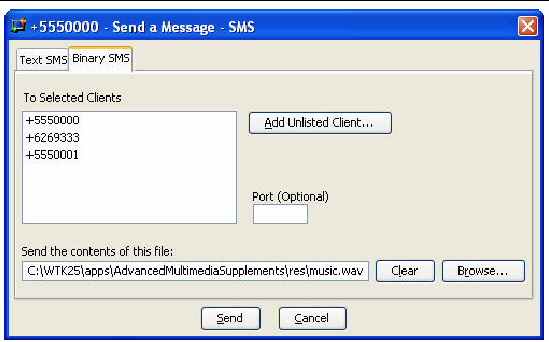 +5550000 - Send a Message - SMS
Text SMS Binary SMS
To Selected Clients
+5550000
+6269333
+5550001
Add Unlisted Client...
Port (Optional)
Send the contents of this file:
C:\WTK25\apps\AdvancedMultimediaSupplements\res\music.wav Clear Browse...
Send Cancel